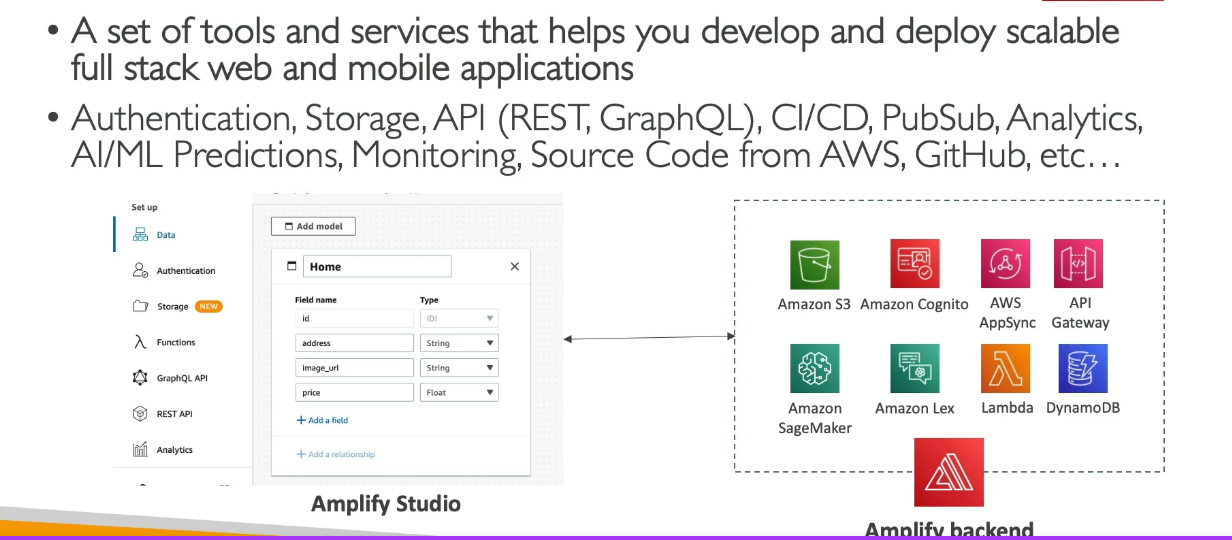 • A set of tools and services that helps you develop and deploy scalable
full stack web and mobile applications
• Authentication, Storage, API (REST, GraphQL), CI/CD, PubSub, Analytics,
AI/ML Predictions, Monitoring, Source Code from AWS, GitHub, etc…
Set up
Data
Authentication
Storage NEW
Functions
GraphQL API
REST API
Analytics
Add model
Home
Field name Type
id ID!
address String
image_url String
price Float
+ Add a field
+ Add a relationship
Amplify Studio
Amazon S3 Amazon Cognito AWS API
AppSync Gateway
Amazon Amazon Lex Lambda DynamoDB
SageMaker
Amplify backend